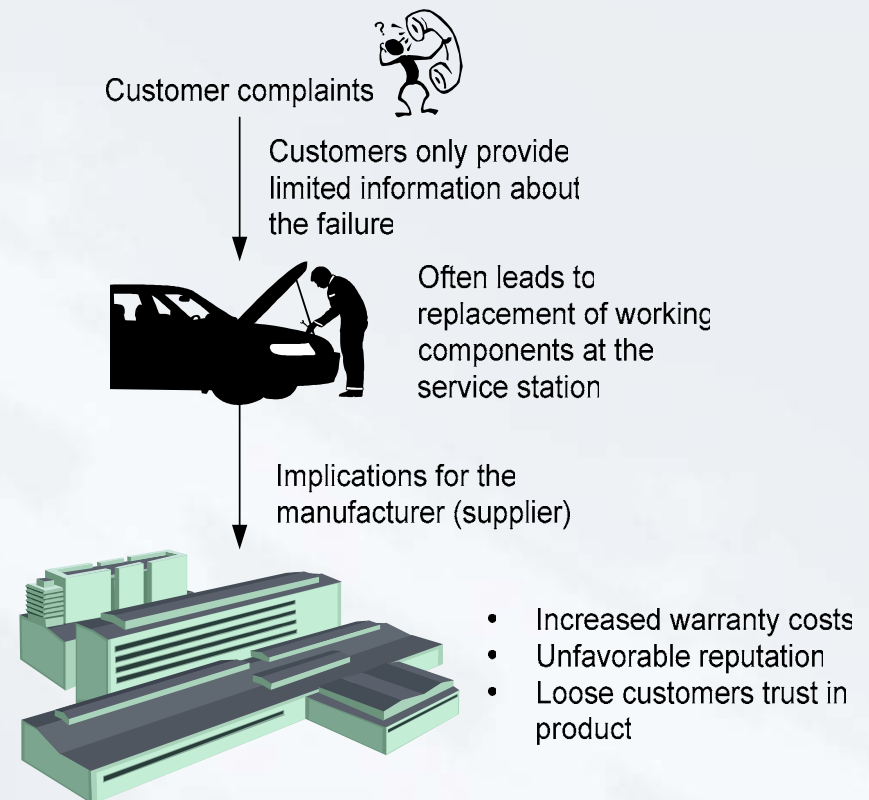 ?
Customer complaints
Customers only provide
limited information about
the failure
Often leads to
replacement of working
components at the
service station
Implications for the
manufacturer (supplier)
• Increased warranty costs
• Unfavorable reputation
• Loose customers trust in
product